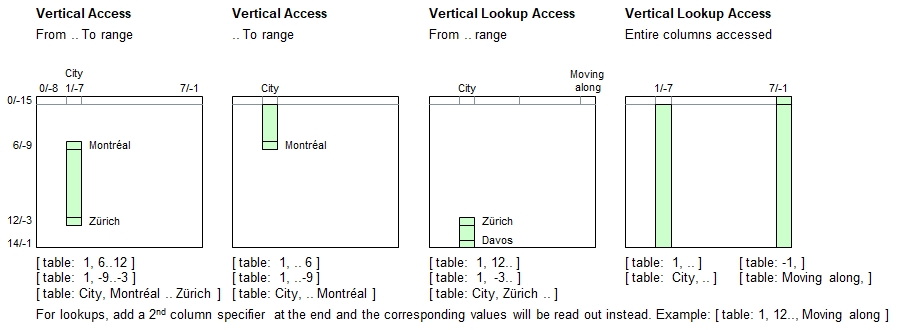 Vertical Access
From .. To range
City
0/-8 1/-7 7/-1
0/-15
6/-9
Montréal
12/-3
Zürich
14/-1
[ table: 1, 6..12 ]
[ table: 1, -9..-3 ]
[ table: City, Montréal .. Zürich ]
Vertical Access
.. To range
City
Montréal
[ table: 1, .. 6 ]
[ table: 1, ..-9 ]
[ table: City, .. Montréal ]
Vertical Lookup Access
From .. range
Moving
along
City
Zürich
Davos
[ table: 1, 12.. ]
[ table: 1, -3.. ]
[ table: City, Zürich .. ]
Vertical Lookup Access
Entire columns accessed
1/-7 7/-1
[ table: 1, .. ] [ table: -1, ]
[ table: City, .. ] [ table: Moving along, ]
For lookups, add a 2nd column specifier at the end and the corresponding values will be read out instead. Example: [ table: 1, 12.., Moving along ]